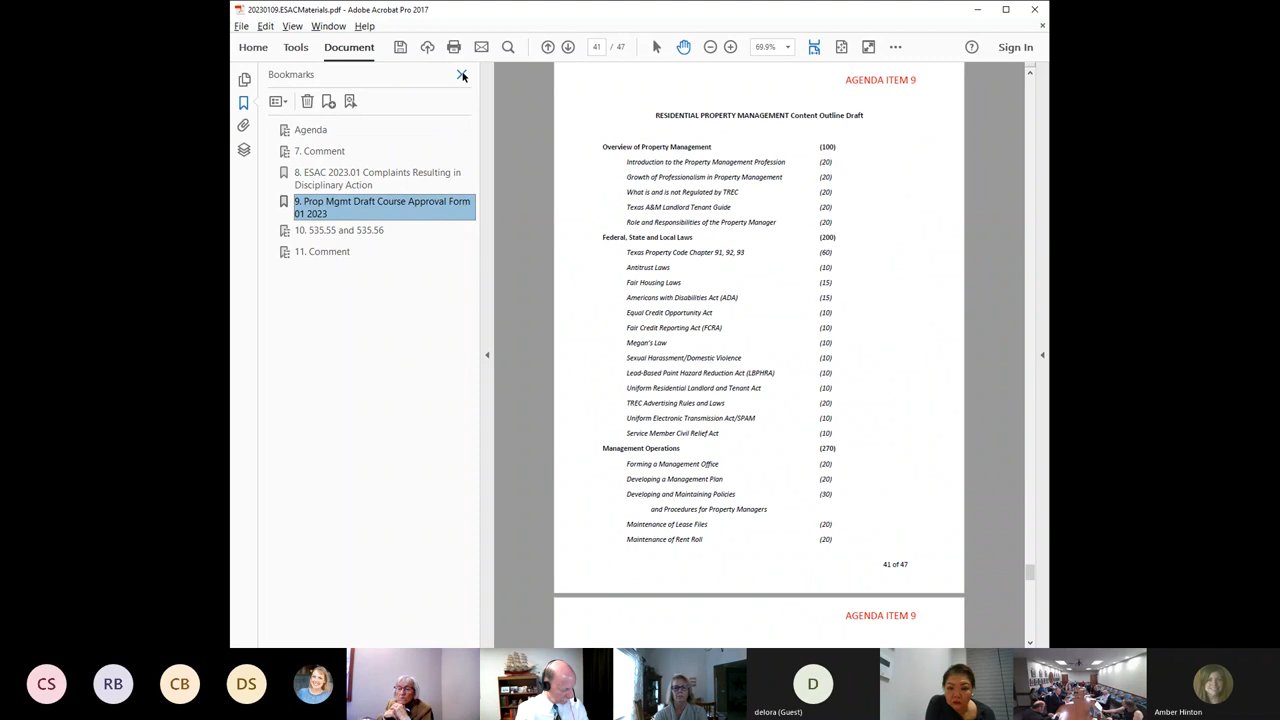 20230109.ESACMaterials.pdf - Adobe Acrobat Pro 2017
File Edit View Window Help
Home Tools Document 41 / 47 69.9% Sign In
Bookmarks
Agenda
7. Comment
8. ESAC 2023.01 Complaints Resulting in
Disciplinary Action
9. Prop Mgmt Draft Course Approval Form
01 2023
10. 535.55 and 535.56
11. Comment
AGENDA ITEM 9
RESIDENTIAL PROPERTY MANAGEMENT Content Outline Draft
Overview of Property Management (100)
Introduction to the Property Management Profession (20)
Growth of Professionalism in Property Management (20)
What is and is not Regulated by TREC (20)
Texas A&M Landlord Tenant Guide (20)
Role and Responsibilities of the Property Manager (20)
Federal, State and Local Laws (200)
Texas Property Code Chapter 91, 92, 93 (60)
Antitrust Laws (10)
Fair Housing Laws (15)
Americans with Disabilities Act (ADA) (15)
Equal Credit Opportunity Act (10)
Fair Credit Reporting Act (FCRA) (10)
Megan's Law (10)
Sexual Harassment/Domestic Violence (10)
Lead-Based Paint Hazard Reduction Act (LBPHRA) (10)
Uniform Residential Landlord and Tenant Act (10)
TREC Advertising Rules and Laws (20)
Uniform Electronic Transmission Act/SPAM (10)
Service Member Civil Relief Act (10)
Management Operations (270)
Forming a Management Office (20)
Developing a Management Plan (20)
Developing and Maintaining Policies (30)
and Procedures for Property Managers
Maintenance of Lease Files (20)
Maintenance of Rent Roll (20)
41 of 47
AGENDA ITEM 9
CS RB CB DS D
delora (Guest) Amber Hinton